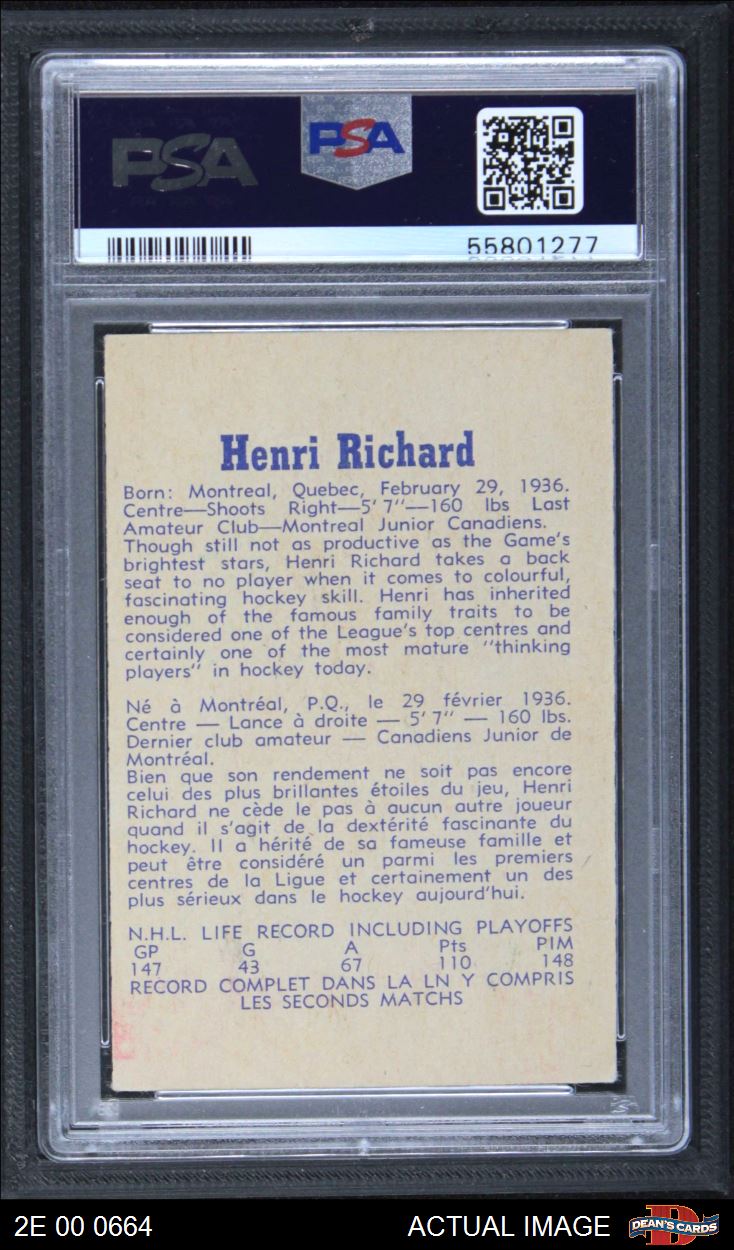 PSA
PSA
55801277
Henri Richard
Born: Montreal, Quebec, February 29, 1936.
Centre—Shoots Right—5' 7"—160 lbs Last
Amateur Club—Montreal Junior Canadiens.
Though still not as productive as the Game's
brightest stars, Henri Richard takes a back
seat to no player when it comes to colourful,
fascinating hockey skill. Henri has inherited
enough of the famous family traits to be
considered one of the League's top centres and
certainly one of the most mature "thinking
players" in hockey today.
Né à Montréal, P.Q., le 29 février 1936.
Centre — Lance à droite — 5' 7" — 160 lbs.
Dernier club amateur — Canadiens Junior de
Montréal.
Bien que son rendement ne soit pas encore
celui des plus brillantes étoiles du jeu, Henri
Richard ne cède le pas à aucun autre joueur
quand il s'agit de la dextérité fascinante du
hockey. Il a hérité de sa fameuse famille et
peut être considéré un parmi les premiers
centres de la Ligue et certainement un des
plus sérieux dans le hockey aujourd'hui.
N.H.L. LIFE RECORD INCLUDING PLAYOFFS
GP G A Pts PIM
147 43 67 110 148
RECORD COMPLET DANS LA LN Y COMPRIS
LES SECONDS MATCHS
2E 00 0664
ACTUAL IMAGE
D
DEAN'S CARDS